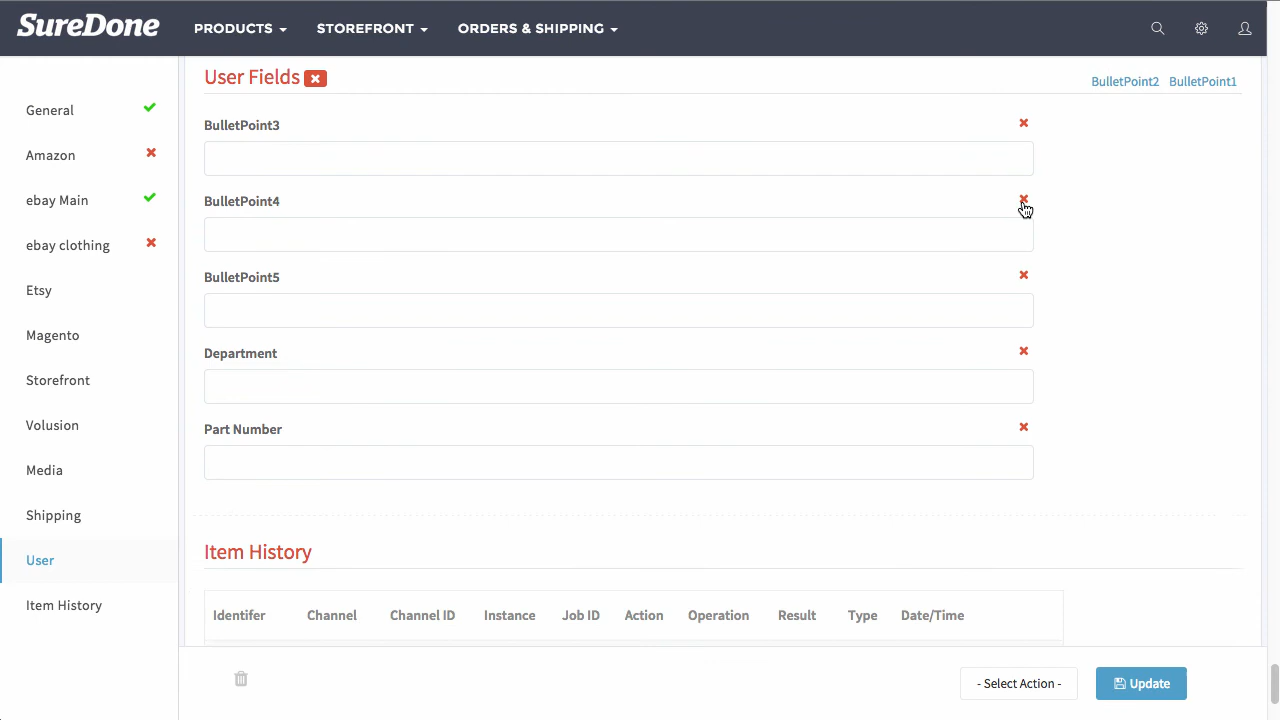 SureDone PRODUCTS STOREFRONT ORDERS & SHIPPING
General
Amazon
ebay Main
ebay clothing
Etsy
Magento
Storefront
Volusion
Media
Shipping
User
Item History
User Fields
BulletPoint2 BulletPoint1
BulletPoint3
BulletPoint4
BulletPoint5
Department
Part Number
Item History
Identifer Channel Channel ID Instance Job ID Action Operation Result Type Date/Time
- Select Action - Update